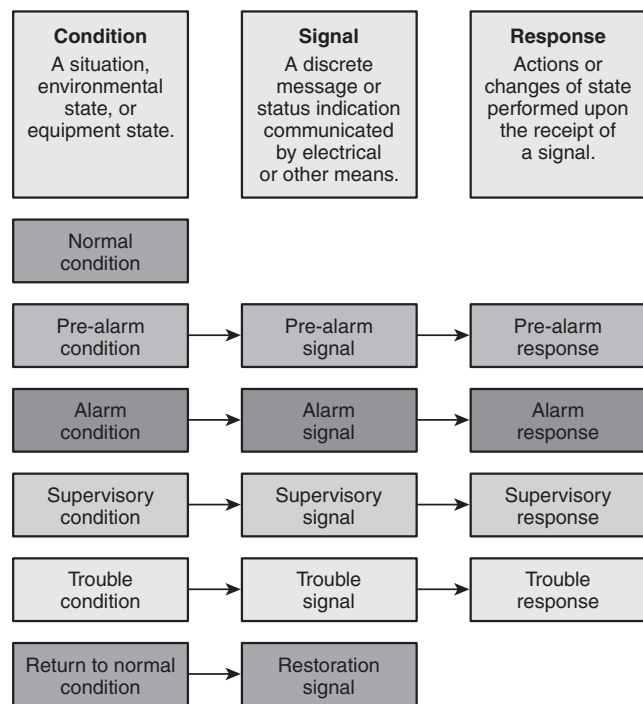 Condition
A situation,
environmental
state, or
equipment state.
Signal
A discrete
message or
status indication
communicated
by electrical
or other means.
Response
Actions or
changes of state
performed upon
the receipt of
a signal.
Normal
condition
Pre-alarm
condition
Pre-alarm
signal
Pre-alarm
response
Alarm
condition
Alarm
signal
Alarm
response
Supervisory
condition
Supervisory
signal
Supervisory
response
Trouble
condition
Trouble
signal
Trouble
response
Return to normal
condition
Restoration
signal